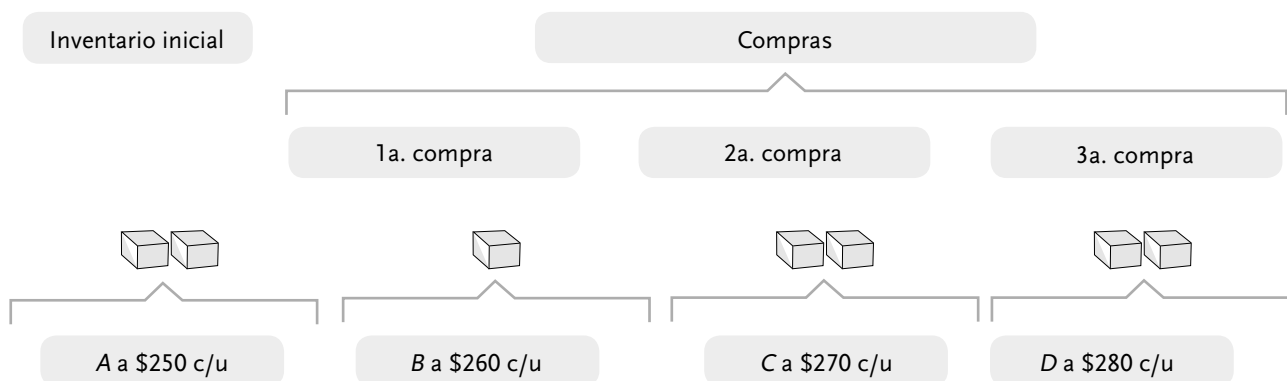 Inventario inicial
Compras
1a. compra
2a. compra
3a. compra
A a $250 c/u
B a $260 c/u
C a $270 c/u
D a $280 c/u